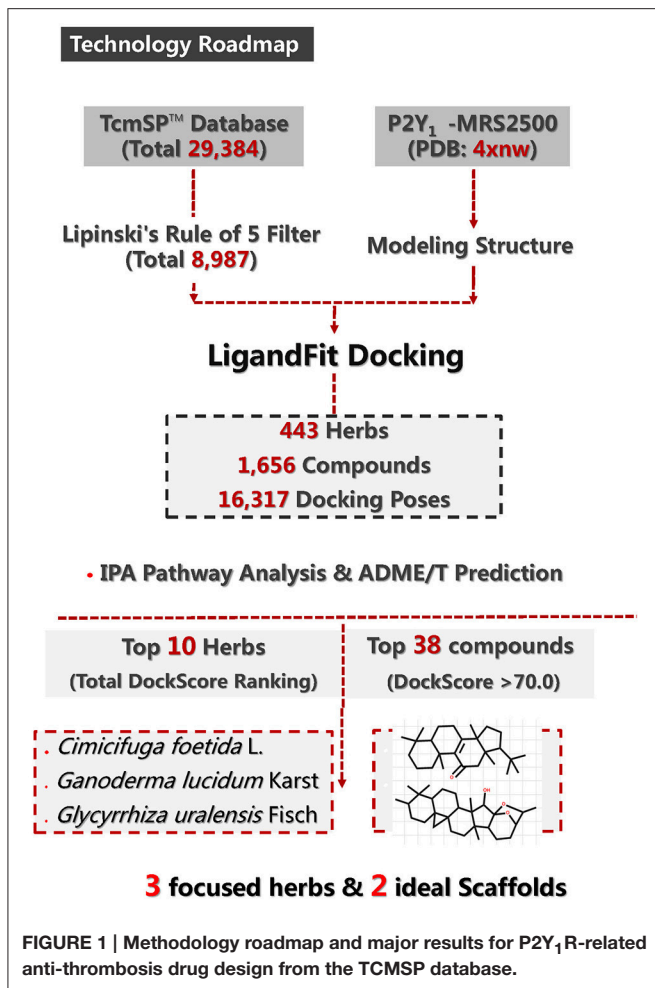 Technology Roadmap
TcmSP™ Database
(Total 29,384)
P2Y₁ -MRS2500
(PDB: 4xnw)
Lipinski's Rule of 5 Filter
(Total 8,987)
Modeling Structure
LigandFit Docking
443 Herbs
1,656 Compounds
16,317 Docking Poses
• IPA Pathway Analysis & ADME/T Prediction
Top 10 Herbs
(Total DockScore Ranking)
Top 38 compounds
(DockScore >70.0)
• Cimicifuga foetida L.
• Ganoderma lucidum Karst
• Glycyrrhiza uralensis Fisch
O
OH
O
O
3 focused herbs & 2 ideal Scaffolds
FIGURE 1 | Methodology roadmap and major results for P2Y₁R-related
anti-thrombosis drug design from the TCMSP database.